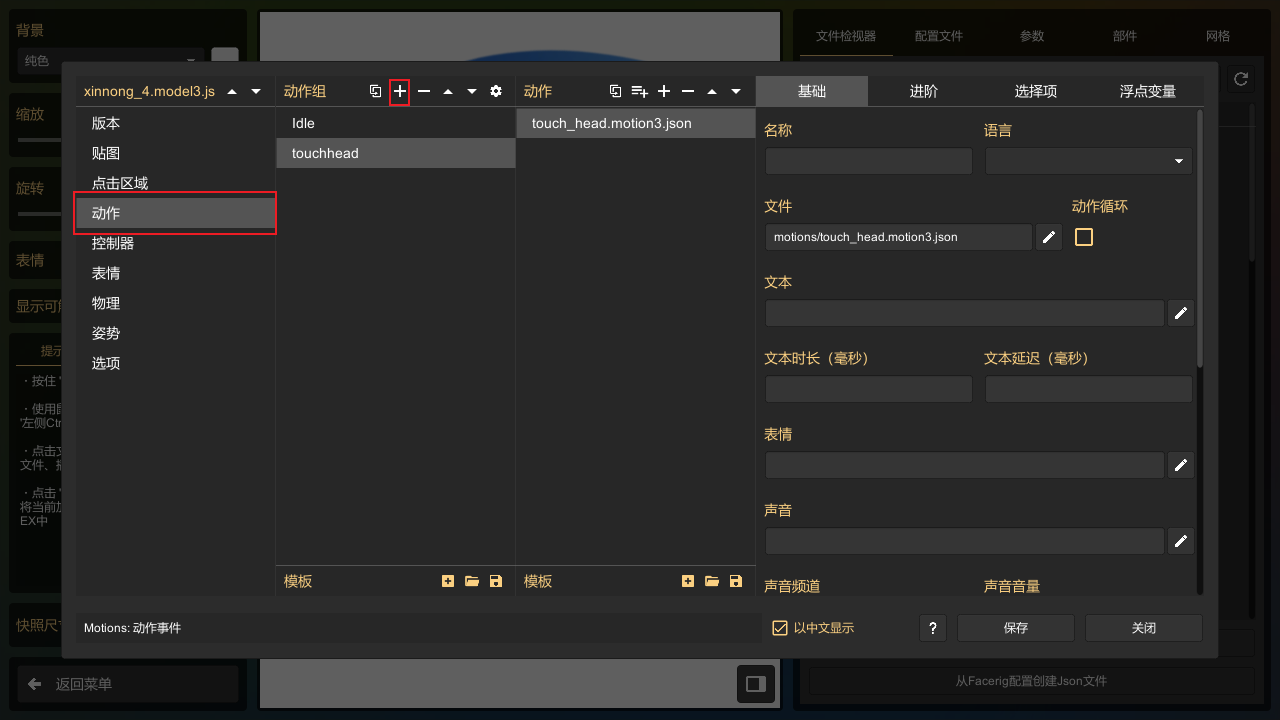 背景
纯色
缩放
旋转
表情
显示可
提示
· 按住 '
· 使用
'左侧Ctr
· 点击
文件、
· 点击 '
将当前
EX中
快照尺
返回菜单
文件检视器
配置文件
参数
部件
网格
xinnong_4.model3.js
版本
贴图
点击区域
动作
控制器
表情
物理
姿势
选项
动作组
Idle
touchhead
模板
动作
touch_head.motion3.json
模板
基础
进阶
选择项
浮点变量
名称
语言
文件
动作循环
motions/touch_head.motion3.json
文本
文本时长（毫秒）
文本延迟（毫秒）
表情
声音
声音频道
声音音量
Motions: 动作事件
以中文显示
?
保存
关闭
从Facerig配置创建Json文件